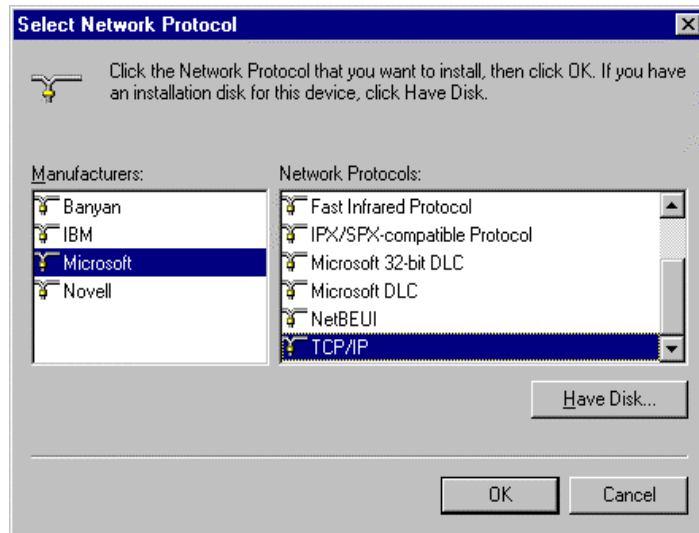 Select Network Protocol
Click the Network Protocol that you want to install, then click OK. If you have
an installation disk for this device, click Have Disk.
Manufacturers:
Banyan
IBM
Microsoft
Novell
Network Protocols:
Fast Infrared Protocol
IPX/SPX-compatible Protocol
Microsoft 32-bit DLC
Microsoft DLC
NetBEUI
TCP/IP
Have Disk...
OK
Cancel